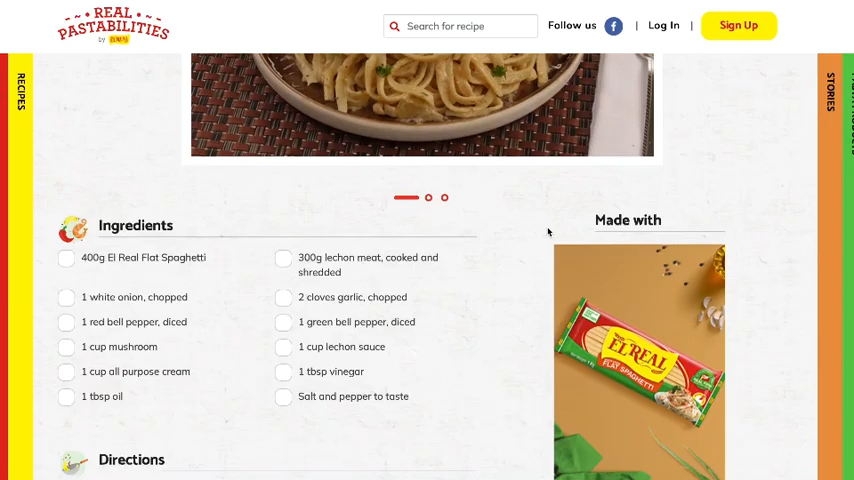 REAL
PASTABILITIES
by
Search for recipe
Follow us
|
Log In
|
Sign Up
RECIPES
STORIES
Ingredients
400g El Real Flat Spaghetti
300g lechon meat, cooked and
shredded
1 white onion, chopped
2 cloves garlic, chopped
1 red bell pepper, diced
1 green bell pepper, diced
1 cup mushroom
1 cup lechon sauce
1 cup all purpose cream
1 tbsp vinegar
1 tbsp oil
Salt and pepper to taste
Directions
Made with
EL REAL
FLAT SPAGHETTI